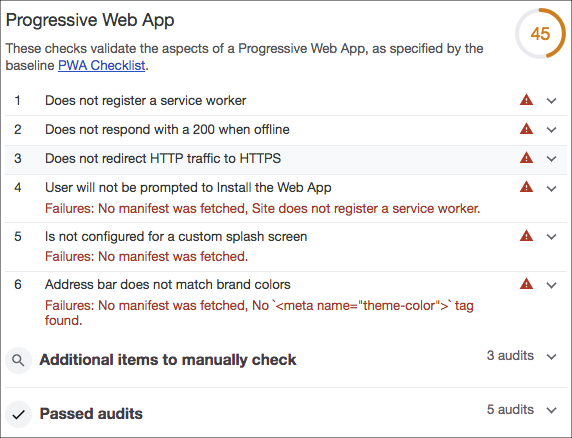 Progressive Web App
45
These checks validate the aspects of a Progressive Web App, as specified by the
baseline PWA Checklist.
1 Does not register a service worker
2 Does not respond with a 200 when offline
3 Does not redirect HTTP traffic to HTTPS
4 User will not be prompted to Install the Web App
Failures: No manifest was fetched, Site does not register a service worker.
5 Is not configured for a custom splash screen
Failures: No manifest was fetched.
6 Address bar does not match brand colors
Failures: No manifest was fetched, No `<meta name="theme-color">` tag
found.
Additional items to manually check 3 audits
Passed audits 5 audits